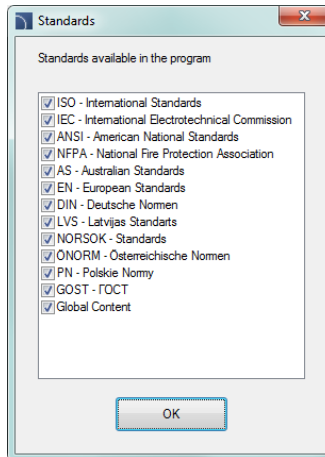 Standards
Standards available in the program
ISO - International Standards
IEC - International Electrotechnical Commission
ANSI - American National Standards
NFPA - National Fire Protection Association
AS - Australian Standards
EN - European Standards
DIN - Deutsche Normen
LVS - Latvijas Standarts
NORSOK - Standards
ÖNORM - Österreichische Normen
PN - Polskie Normy
GOST - ГОСТ
Global Content
OK